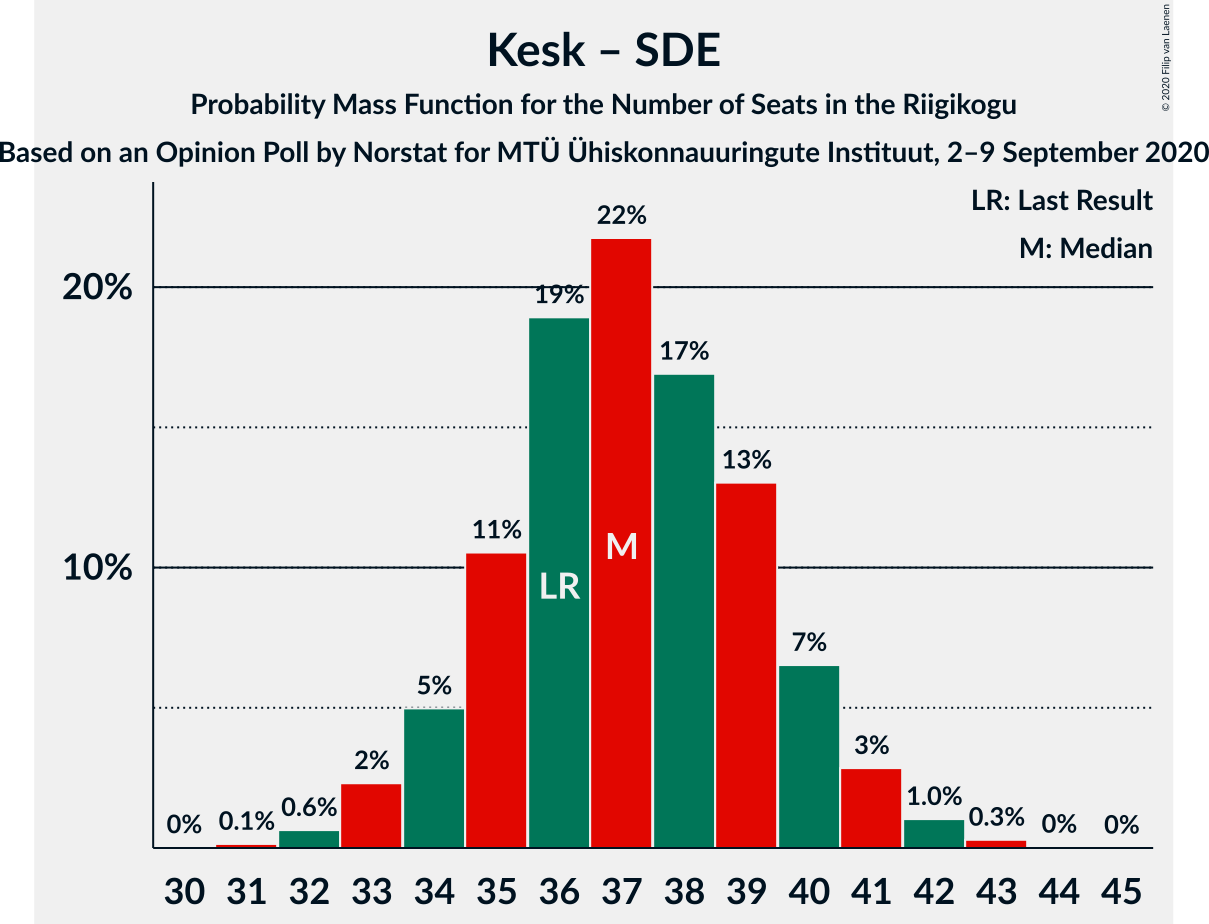 Kesk – SDE
Probability Mass Function for the Number of Seats in the Riigikogu
Based on an Opinion Poll by Norstat for MTÜ Ühiskonnauuringute Instituut, 2–9 September 2020
© 2020 Filip van Laenen
LR: Last Result
M: Median
22%
20%
19%
17%
13%
11%
M
10%
LR
7%
5%
3%
2%
1.0%
0.6%
0.3%
0.1%
0%
0%
0%
30 31 32 33 34 35 36 37 38 39 40 41 42 43 44 45